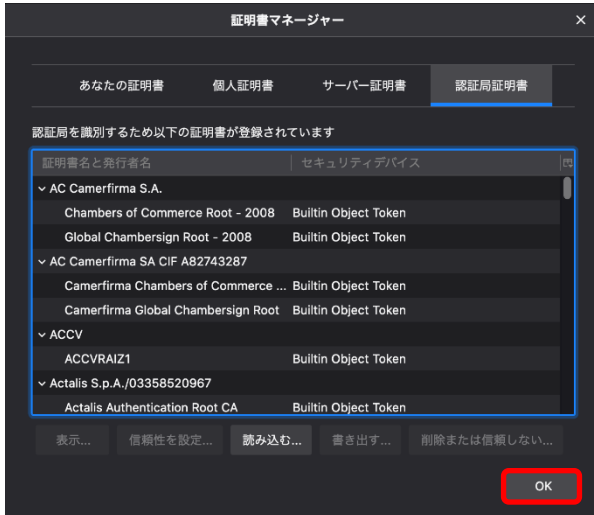 証明書マネージャー
あなたの証明書 個人証明書 サーバー証明書 認証局証明書
認証局を識別するため以下の証明書が登録されています
証明書名と発行者名 セキュリティデバイス
AC Camerfirma S.A.
Chambers of Commerce Root - 2008 Builtin Object Token
Global Chambersign Root - 2008 Builtin Object Token
AC Camerfirma SA CIF A82743287
Camerfirma Chambers of Commerce ... Builtin Object Token
Camerfirma Global Chambersign Root Builtin Object Token
ACCV
ACCVRAIZ1 Builtin Object Token
Actalis S.p.A./03358520967
Actalis Authentication Root CA Builtin Object Token
表示... 信頼性を設定... 読み込む... 書き出す... 削除または信頼しない...
OK